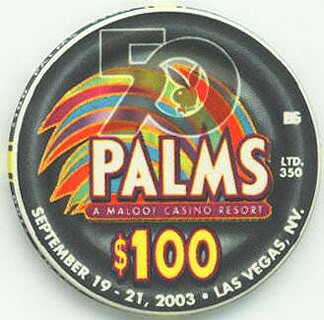 50
PALMS
A MALOOF CASINO RESORT
$100
LTD.
350
SEPTEMBER 19 - 21, 2003 • LAS VEGAS, NV.